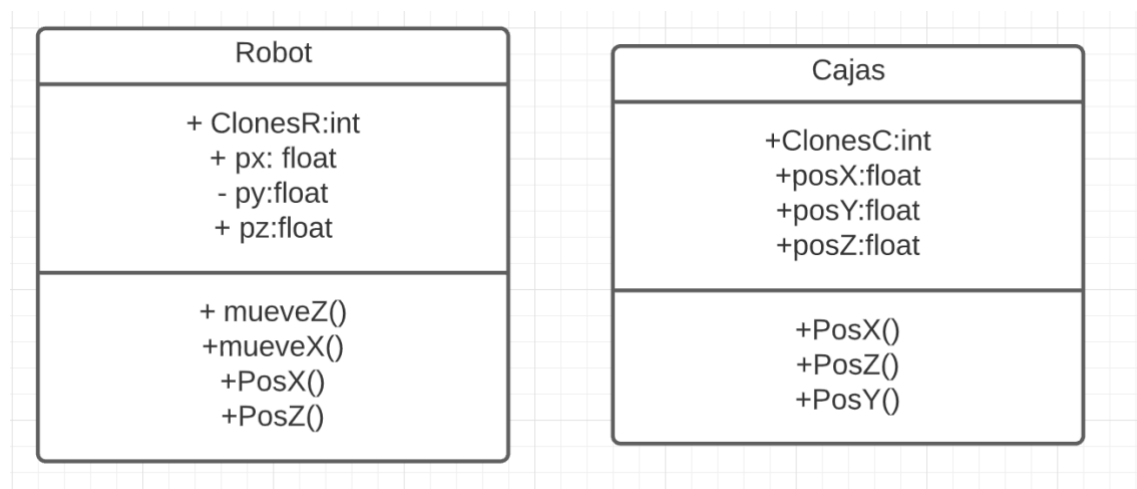 Robot
+ ClonesR:int
+ px: float
- py:float
+ pz:float
+ mueveZ()
+mueveX()
+PosX()
+PosZ()
Cajas
+ClonesC:int
+posX:float
+posY:float
+posZ:float
+PosX()
+PosZ()
+PosY()